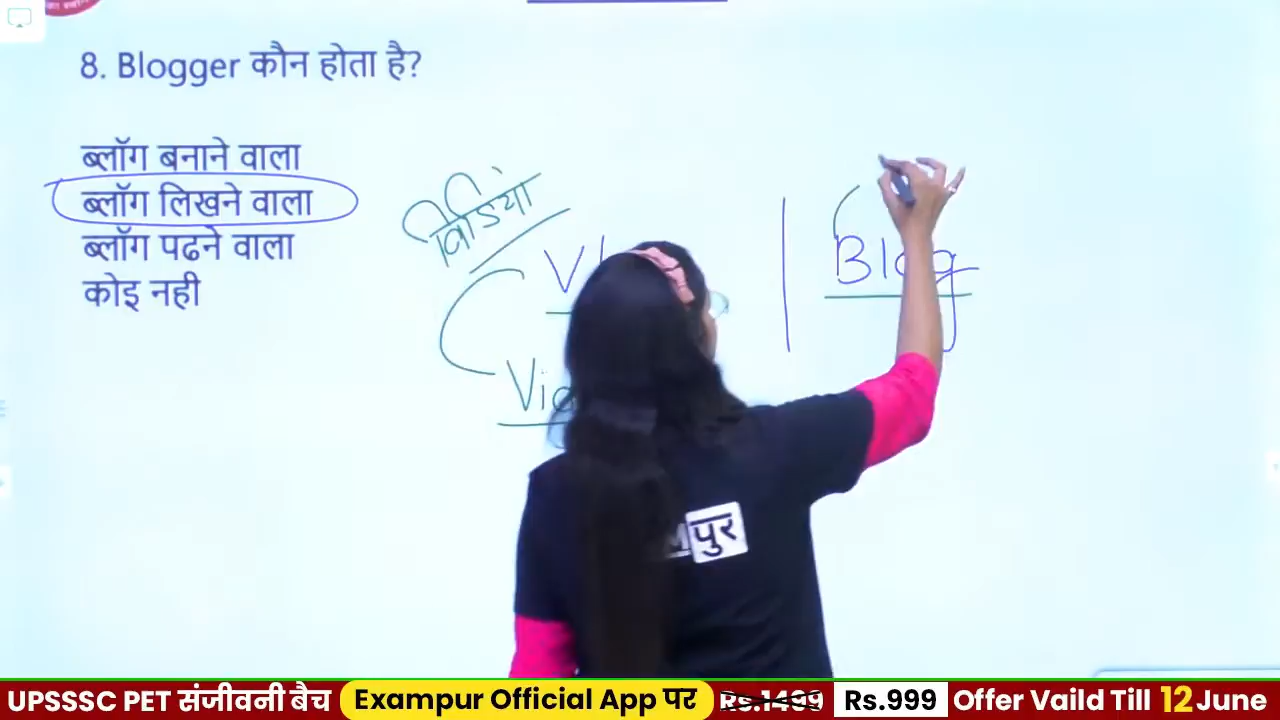 8. Blogger कौन होता है?
ब्लॉग बनाने वाला
ब्लॉग लिखने वाला
ब्लॉग पढने वाला
कोइ नही
विडियो
Blog
पुर
UPSSSC PET संजीवनी बैच Exampur Official App पर Rs.1499 Rs.999 Offer Vaild Till 12 June